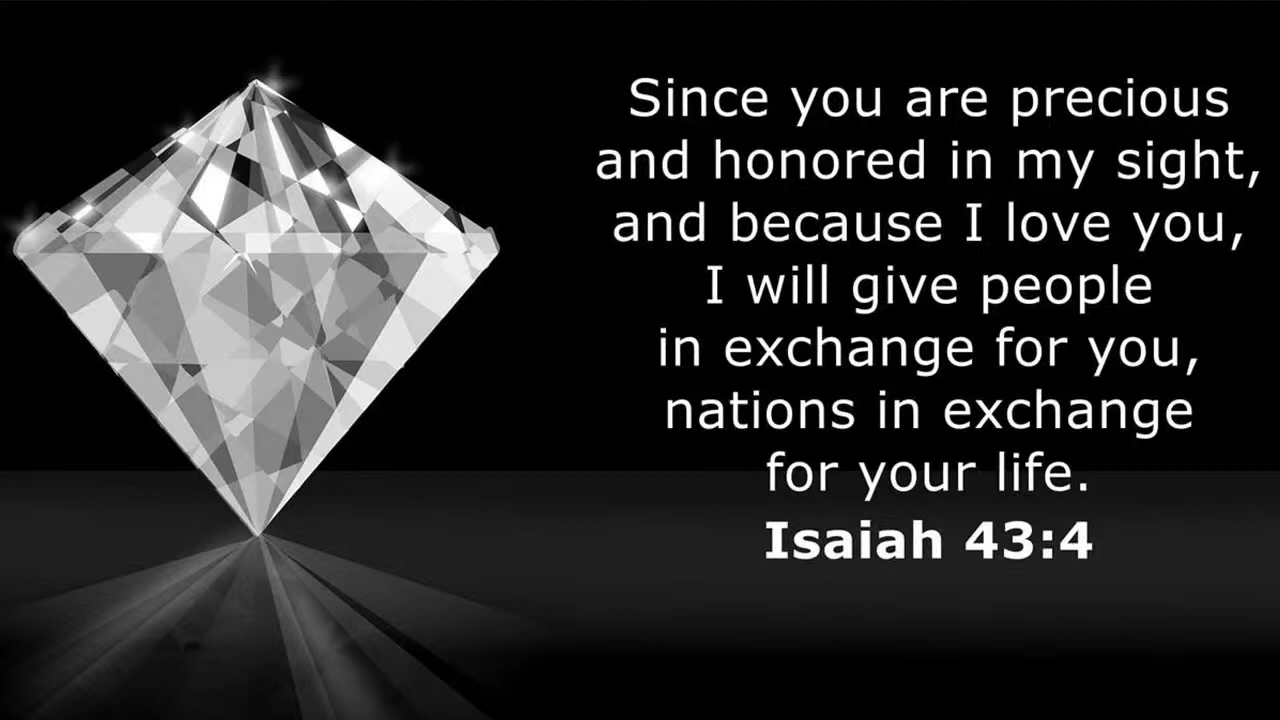 Since you are precious
and honored in my sight,
and because I love you,
I will give people
in exchange for you,
nations in exchange
for your life.
Isaiah 43:4